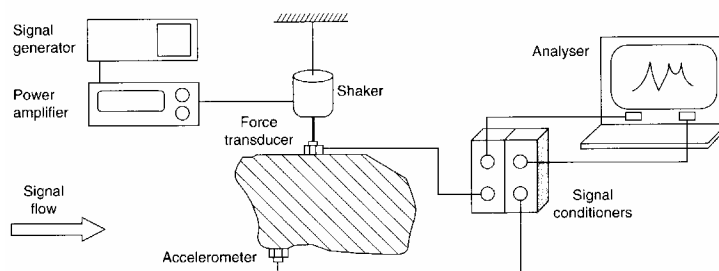 Signal
generator
Power
amplifier
Shaker
Force
transducer
Analyser
Signal
flow
Accelerometer
Signal
conditioners